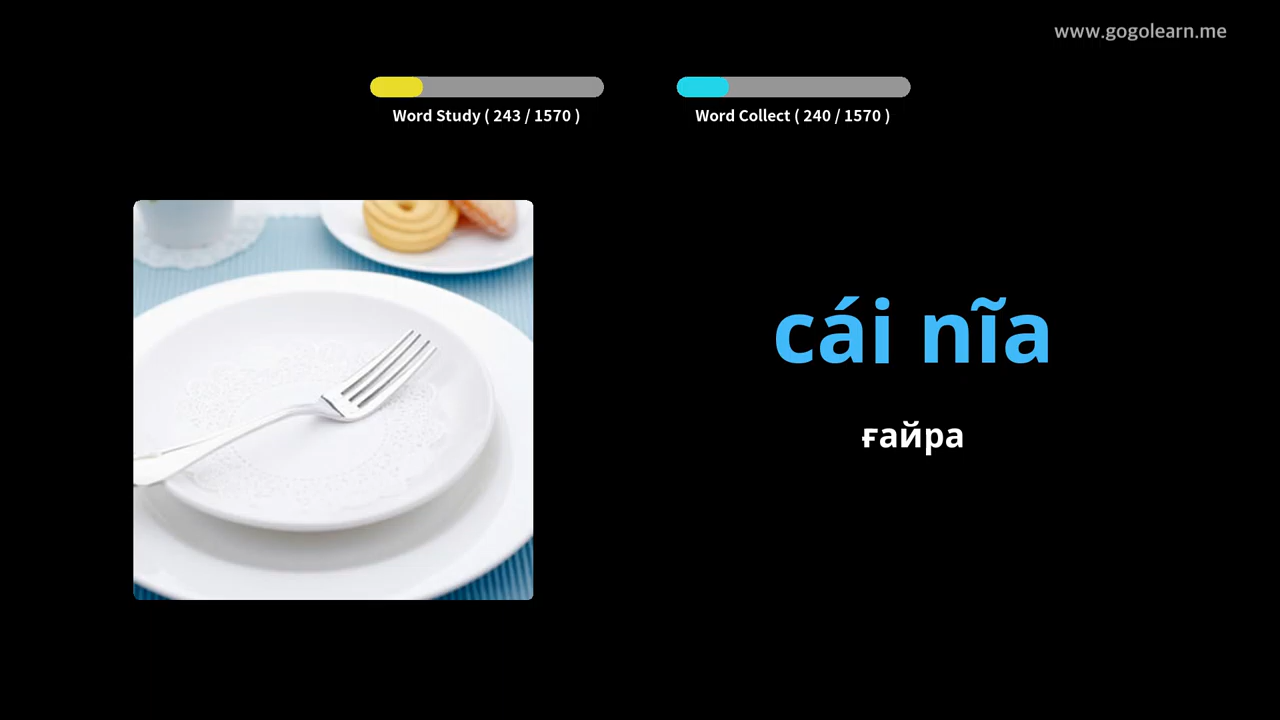 www.gogolearn.me
Word Study ( 243 / 1570 )
Word Collect ( 240 / 1570 )
cái nĩa
ғайра